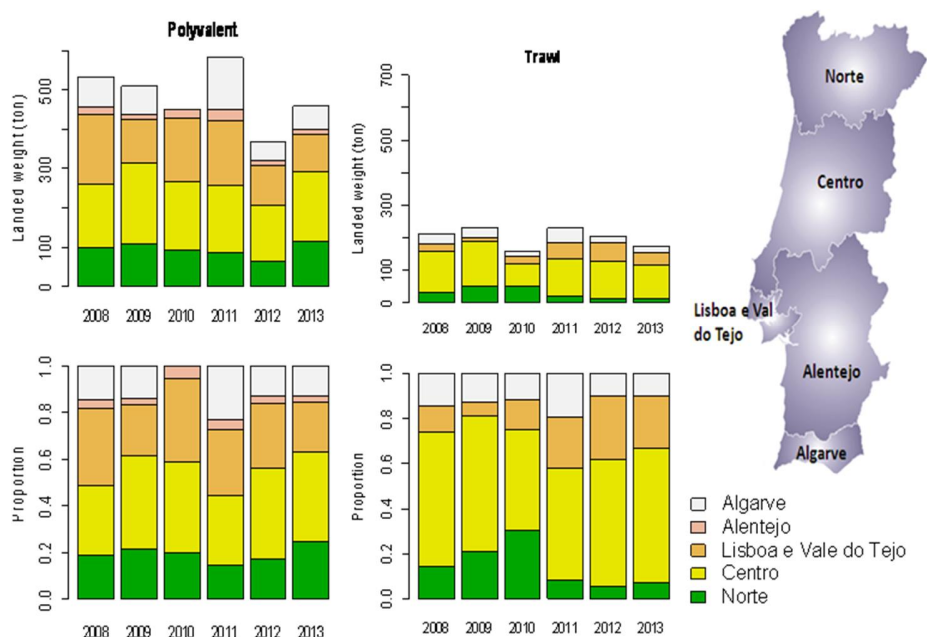 Polyvalent
Landed weight (ton)
500
300
100
0
2008 2009 2010 2011 2012 2013
Trawl
Landed weight (ton)
700
500
300
100
0
2008 2009 2010 2011 2012 2013
Norte
Centro
Lisboa e Val
do Tejo
Alentejo
Algarve
Proportion
1.0
0.8
0.6
0.4
0.2
0.0
2008 2009 2010 2011 2012 2013
Proportion
1.0
0.8
0.6
0.4
0.2
0.0
2008 2009 2010 2011 2012 2013
Algarve
Alentejo
Lisboa e Vale do Tejo
Centro
Norte